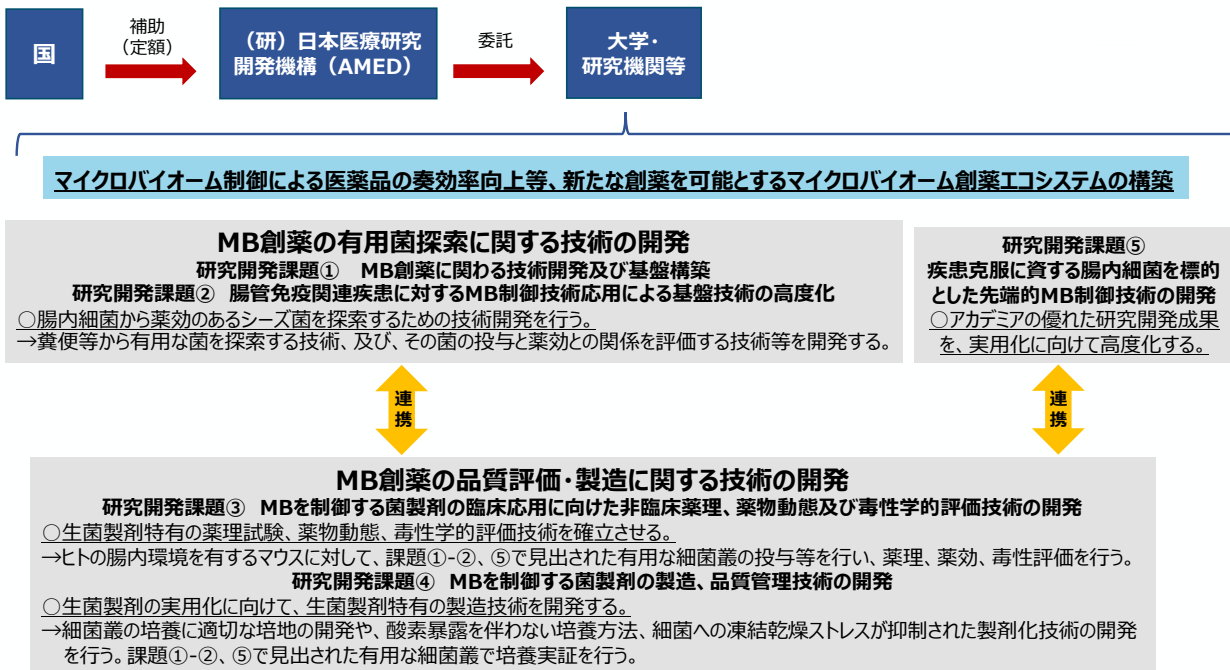 国
補助
(定額)
(研)日本医療研究
開発機構(AMED)
委託
大学・
研究機関等
マイクロバイオーム制御による医薬品の奏効率向上等、新たな創薬を可能とするマイクロバイオーム創薬エコシステムの構築
MB創薬の有用菌探索に関する技術の開発
研究開発課題① MB創薬に関わる技術開発及び基盤構築
研究開発課題② 腸管免疫関連疾患に対するMB制御技術応用による基盤技術の高度化
○腸内細菌から薬効のあるシーズ菌を探索するための技術開発を行う。
→糞便等から有用な菌を探索する技術、及び、その菌の投与と薬効との関係を評価する技術等を開発する。
研究開発課題⑤
疾患克服に資する腸内細菌を標的
とした先端的MB制御技術の開発
○アカデミアの優れた研究開発成果
を、実用化に向けて高度化する。
連
携
連
携
MB創薬の品質評価・製造に関する技術の開発
研究開発課題③ MBを制御する菌製剤の臨床応用に向けた非臨床薬理、薬物動態及び毒性学的評価技術の開発
○生菌製剤特有の薬理試験、薬物動態、毒性学的評価技術を確立させる。
→ヒトの腸内環境を有するマウスに対して、課題①-②、⑤で見出された有用な細菌叢の投与等を行い、薬理、薬効、毒性評価を行う。
研究開発課題④ MBを制御する菌製剤の製造、品質管理技術の開発
○生菌製剤の実用化に向けて、生菌製剤特有の製造技術を開発する。
→細菌叢の培養に適切な培地の開発や、酸素暴露を伴わない培養方法、細菌への凍結乾燥ストレスが抑制された製剤化技術の開発
を行う。課題①-②、⑤で見出された有用な細菌叢で培養実証を行う。